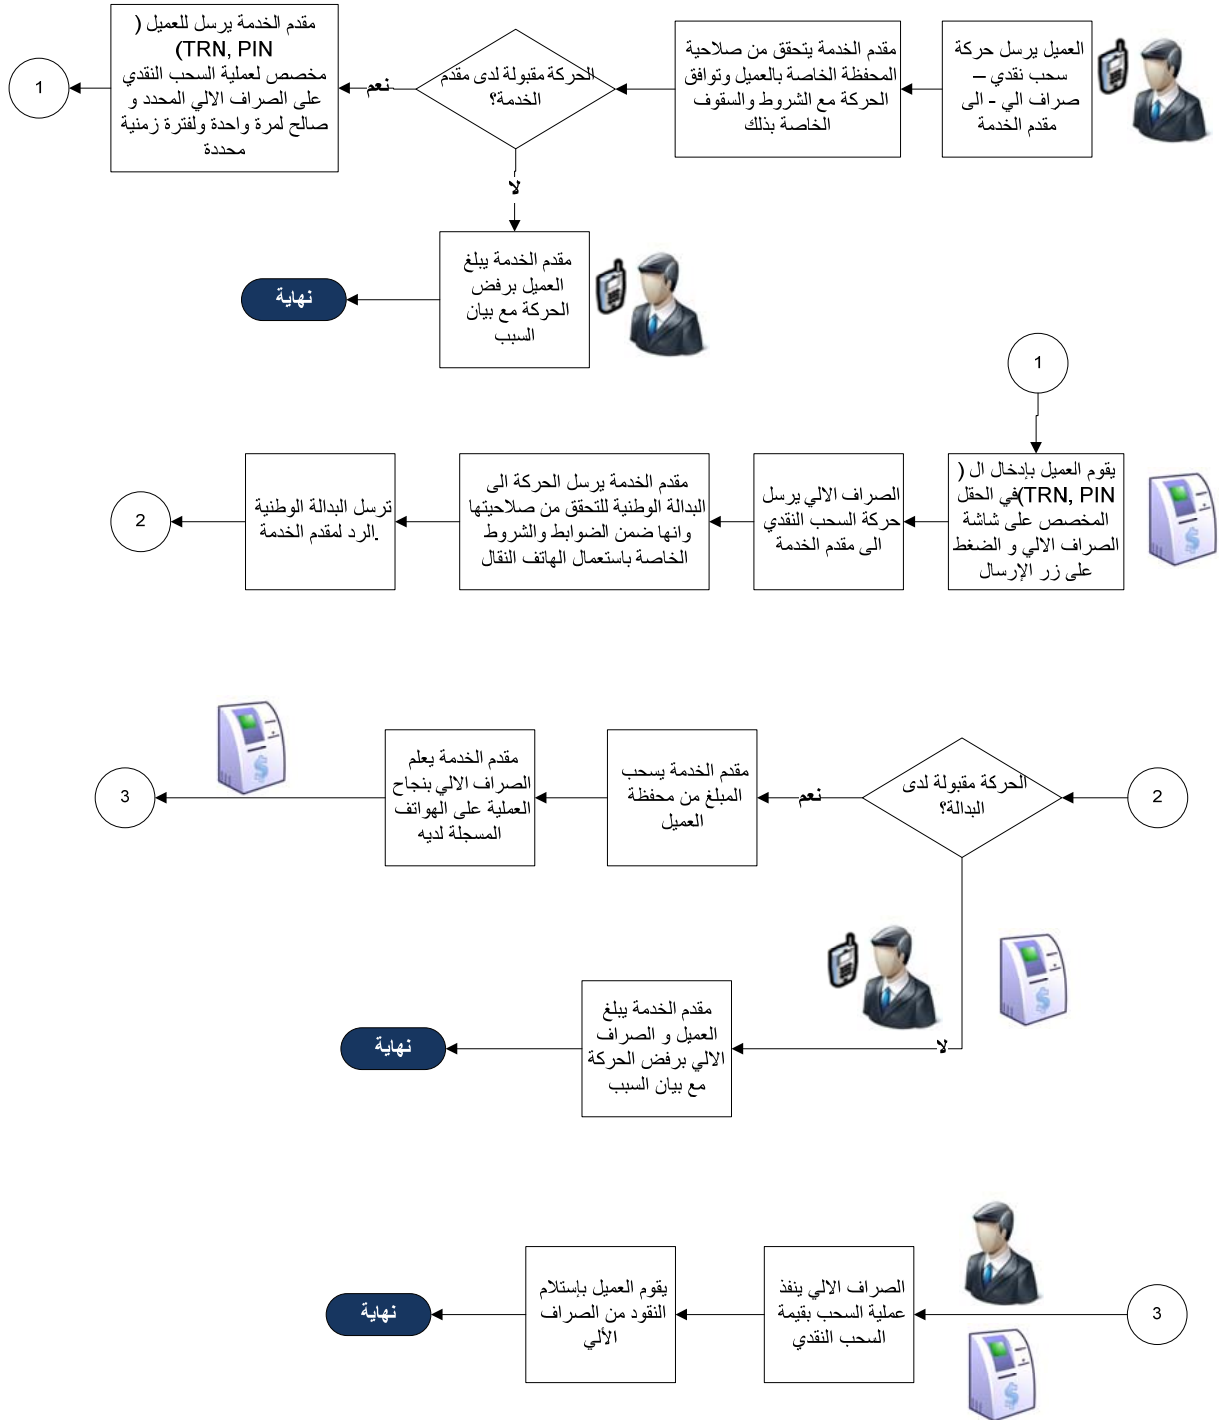 العميل يرسل حركة
سحب نقدي –
صراف الي - الى
مقدم الخدمة
مقدم الخدمة يتحقق من صلاحية
المحفظة الخاصة بالعميل وتوافق
الحركة مع الشروط والسقوف
الخاصة بذلك
الحركة مقبولة لدى مقدم
الخدمة؟
نعم
مقدم الخدمة يرسل للعميل (
TRN, PIN)
مخصص لعملية السحب النقدي
على الصراف الالي المحدد و
صالح لمرة واحدة ولفترة زمنية
محددة
1
لا
مقدم الخدمة يبلغ
العميل برفض
الحركة مع بيان
السبب
نهاية
1
يقوم العميل بإدخال ال (
TRN, PIN)في الحقل
المخصص على شاشة
الصراف الالي و الضغط
على زر الإرسال
الصراف الالي يرسل
حركة السحب النقدي
الى مقدم الخدمة
مقدم الخدمة يرسل الحركة الى
البدالة الوطنية للتحقق من صلاحيتها
وانها ضمن الضوابط والشروط
الخاصة باستعمال الهاتف النقال
ترسل البدالة الوطنية
الرد لمقدم الخدمة.
2
2
الحركة مقبولة لدى
البدالة؟
نعم
مقدم الخدمة يسحب
المبلغ من محفظة
العميل
مقدم الخدمة يعلم
الصراف الالي بنجاح
العملية على الهواتف
المسجلة لديه
3
لا
مقدم الخدمة يبلغ
العميل و الصراف
الالي برفض الحركة
مع بيان السبب
نهاية
3
الصراف الالي ينفذ
عملية السحب بقيمة
السحب النقدي
يقوم العميل بإستلام
النقود من الصراف
الألي
نهاية